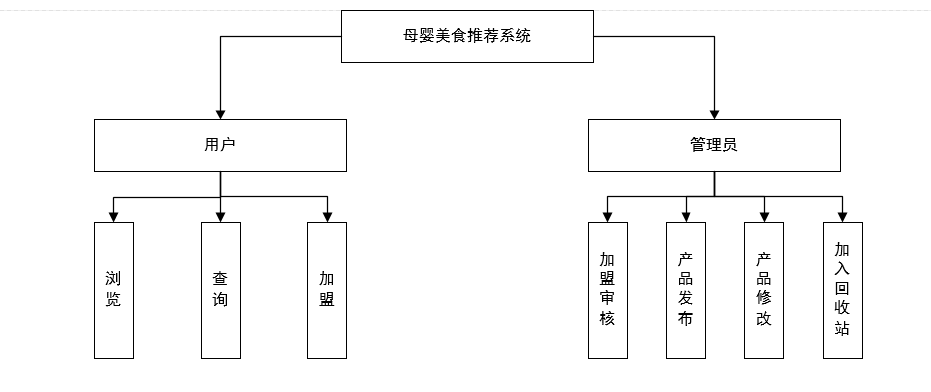 母婴美食推荐系统
用户
管理员
浏览
查询
加盟
加盟审核
产品发布
产品修改
加入回收站